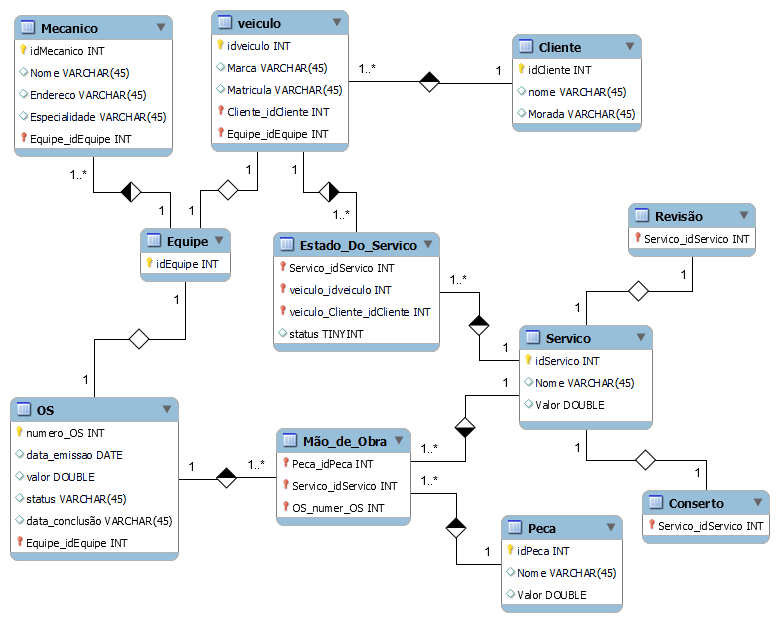 Mecanico
idMecanico INT
Nome VARCHAR(45)
Endereco VARCHAR(45)
Especialidade VARCHAR(45)
Equipe_idEquipe INT
veiculo
idveiculo INT
Marca VARCHAR(45)
Matricula VARCHAR(45)
Cliente_idCliente INT
Equipe_idEquipe INT
1..*
1
Cliente
idCliente INT
nome VARCHAR(45)
Morada VARCHAR(45)
1..*
1
1
1
1
1..*
Equipe
idEquipe INT
Estado_Do_Servico
Servico_idServico INT
veiculo_idveiculo INT
veiculo_Cliente_idCliente INT
status TINYINT
Revisão
Servico_idServico INT
1
1
1..*
1
Servico
idServico INT
Nome VARCHAR(45)
Valor DOUBLE
1
1
OS
numero_OS INT
data_emissao DATE
valor DOUBLE
status VARCHAR(45)
data_conclusão VARCHAR(45)
Equipe_idEquipe INT
1
1..*
Mão_de_Obra
Peca_idPeca INT
Servico_idServico INT
OS_numer_OS INT
1
1..*
1..*
1
1
1
Conserto
Servico_idServico INT
Peca
idPeca INT
Nome VARCHAR(45)
Valor DOUBLE